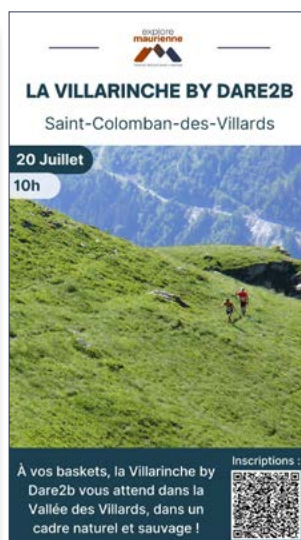 explore
maurienne
LA VILLARINCHE BY DARE2B
Saint-Colomban-des-Villards
20 Juillet
10h
À vos baskets, la Villarinche by
Dare2b vous attend dans la
Vallée des Villards, dans un
cadre naturel et sauvage !
Inscriptions :